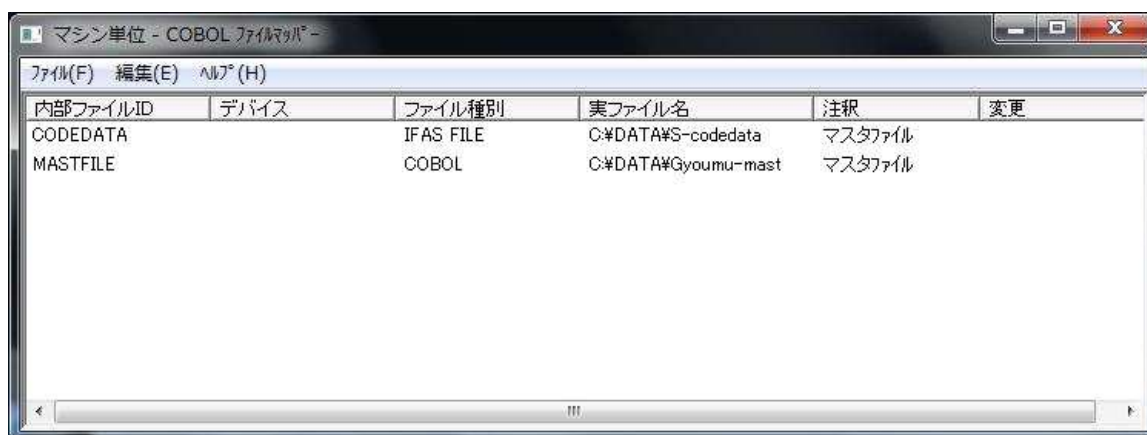 マシン単位 - COBOL ﾌｧｲﾙﾏｯﾊﾟｰ
ﾌｧｲﾙ(F) 編集(E) ﾍﾙﾌﾟ(H)
内部ファイルID デバイス ファイル種別 実ファイル名 注釈 変更
CODEDATA IFAS FILE C:¥DATA¥S-codedata マスタﾌｧｲﾙ
MASTFILE COBOL C:¥DATA¥Gyoumu-mast マスタﾌｧｲﾙ